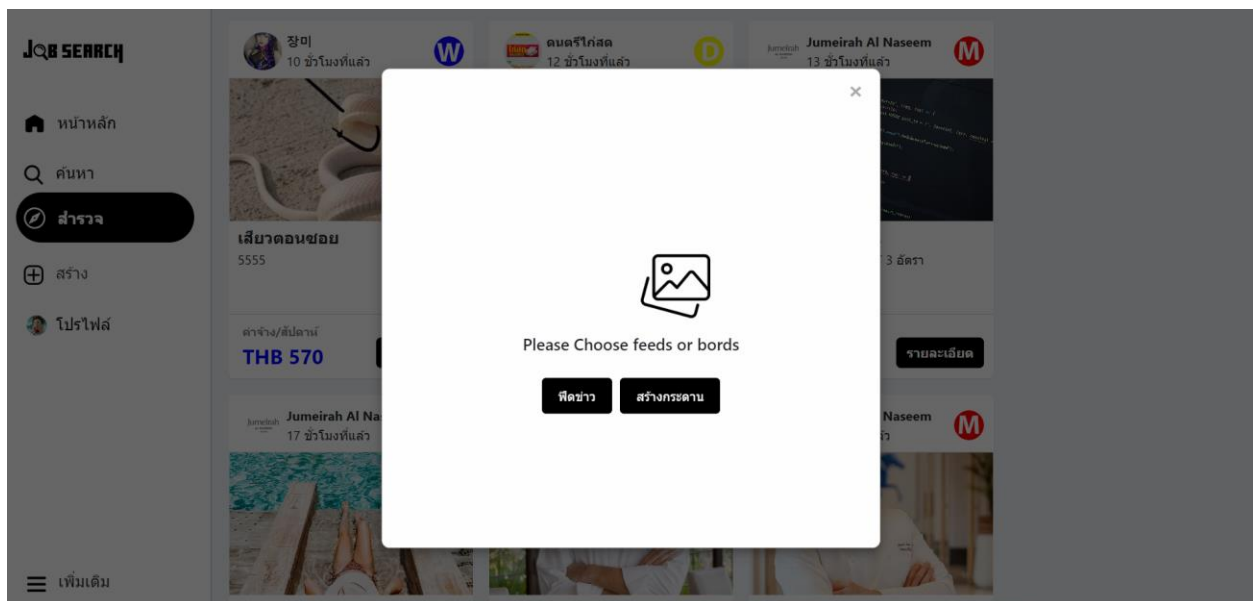 JOB SEARCH
หน้าหลัก
ค้นหา
สำรวจ
สร้าง
โปรไฟล์
เพิ่มเติม
장미
10 ชั่วโมงที่แล้ว
W
ดนตรีไก่สด
12 ชั่วโมงที่แล้ว
D
Jumeirah Al Naseem
13 ชั่วโมงที่แล้ว
M
เสียวตอนซอย
5555
3 อัตรา
ค่าจ้าง/สัปดาห์
THB 570
รายละเอียด
×
Please Choose feeds or bords
ฟีดข่าว
สร้างกระดาน
Jumeirah Al Na
17 ชั่วโมงที่แล้ว
Naseem
M